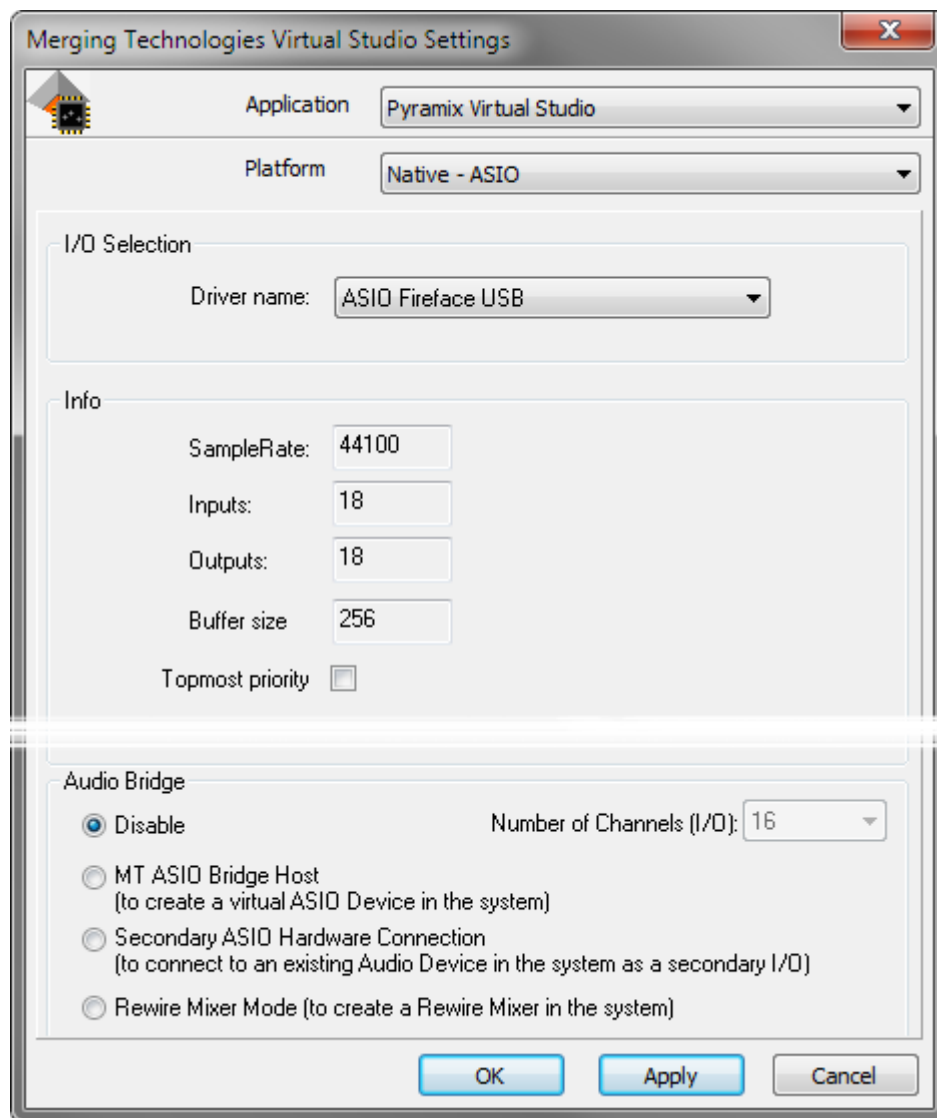 Merging Technologies Virtual Studio Settings
Application
Pyramix Virtual Studio
Platform
Native - ASIO
I/O Selection
Driver name:
ASIO Fireface USB
Info
SampleRate:
44100
Inputs:
18
Outputs:
18
Buffer size
256
Topmost priority
Audio Bridge
Disable
Number of Channels (I/O):
16
MT ASIO Bridge Host
(to create a virtual ASIO Device in the system)
Secondary ASIO Hardware Connection
(to connect to an existing Audio Device in the system as a secondary I/O)
Rewire Mixer Mode (to create a Rewire Mixer in the system)
OK
Apply
Cancel